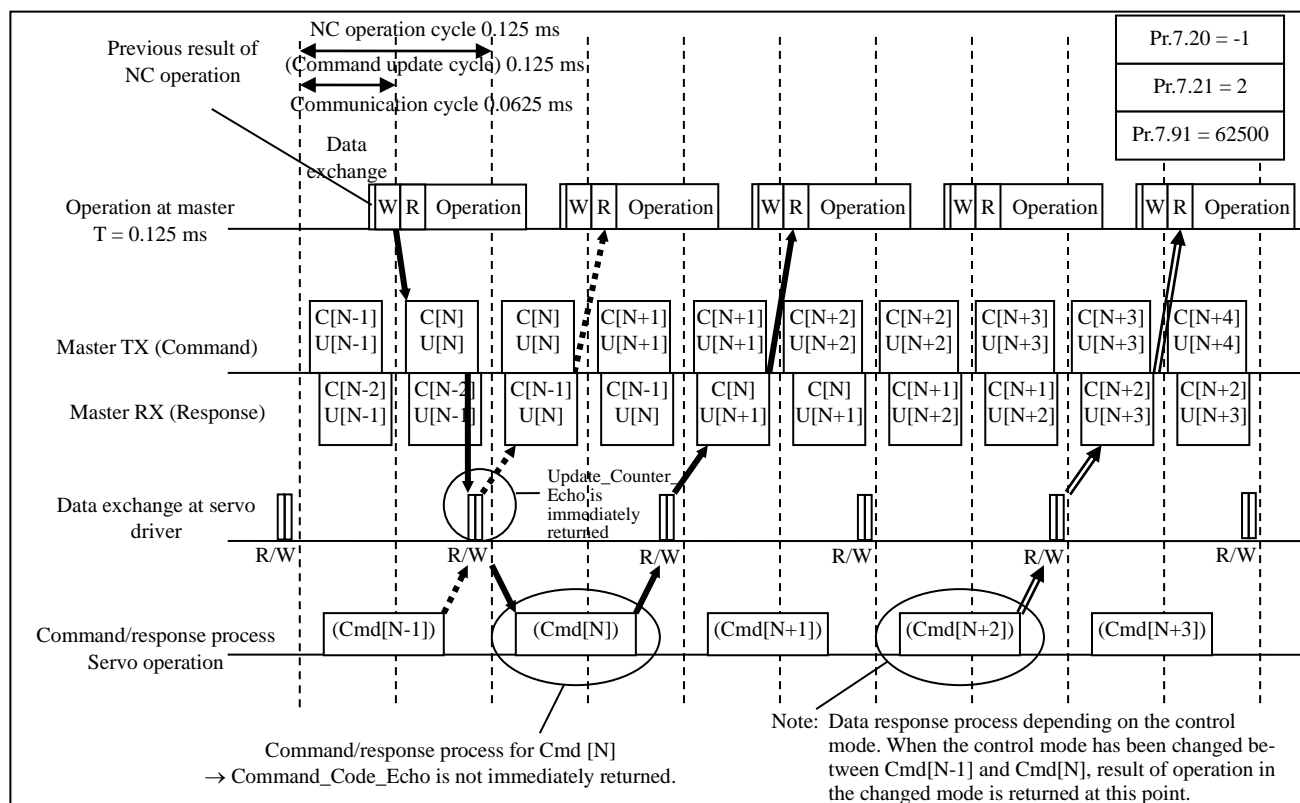 NC operation cycle 0.125 ms
Previous result of
NC operation
(Command update cycle) 0.125 ms
Communication cycle 0.0625 ms
Pr.7.20 = -1
Pr.7.21 = 2
Pr.7.91 = 62500
Data
exchange
Operation at master
T = 0.125 ms
W R Operation
W R Operation
W R Operation
W R Operation
W R Operation
Master TX (Command)
C[N-1] C[N] C[N] C[N+1] C[N+1] C[N+2] C[N+2] C[N+3] C[N+3] C[N+4]
U[N-1] U[N] U[N] U[N+1] U[N+1] U[N+2] U[N+2] U[N+3] U[N+3] U[N+4]
Master RX (Response)
C[N-2] C[N-2] C[N-1] C[N-1] C[N] C[N] C[N+1] C[N+1] C[N+2] C[N+2]
U[N-1] U[N-1] U[N] U[N] U[N+1] U[N+1] U[N+2] U[N+2] U[N+3] U[N+3]
Data exchange at servo
driver
Update_Counter_
Echo is
immediately
returned
R/W R/W R/W R/W R/W R/W
Command/response process
Servo operation
(Cmd[N-1]) (Cmd[N]) (Cmd[N+1]) (Cmd[N+2]) (Cmd[N+3])
Command/response process for Cmd [N]
→ Command_Code_Echo is not immediately returned.
Note: Data response process depending on the control
mode. When the control mode has been changed be-
tween Cmd[N-1] and Cmd[N], result of operation in
the changed mode is returned at this point.